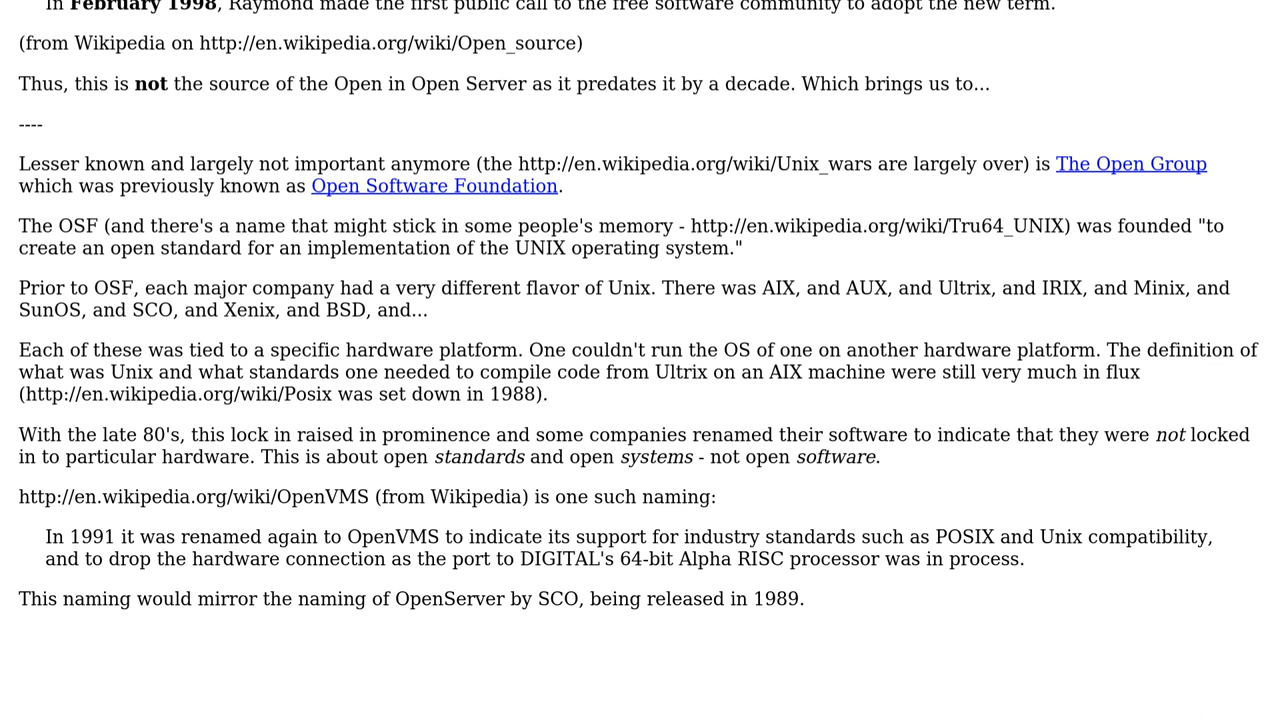 In February 1998, Raymond made the first public call to the free software community to adopt the new term.
(from Wikipedia on http://en.wikipedia.org/wiki/Open_source)
Thus, this is not the source of the Open in Open Server as it predates it by a decade. Which brings us to...
----
Lesser known and largely not important anymore (the http://en.wikipedia.org/wiki/Unix_wars are largely over) is The Open Group
which was previously known as Open Software Foundation.
The OSF (and there's a name that might stick in some people's memory - http://en.wikipedia.org/wiki/Tru64_UNIX) was founded "to
create an open standard for an implementation of the UNIX operating system."
Prior to OSF, each major company had a very different flavor of Unix. There was AIX, and AUX, and Ultrix, and IRIX, and Minix, and
SunOS, and SCO, and Xenix, and BSD, and...
Each of these was tied to a specific hardware platform. One couldn't run the OS of one on another hardware platform. The definition of
what was Unix and what standards one needed to compile code from Ultrix on an AIX machine were still very much in flux
(http://en.wikipedia.org/wiki/Posix was set down in 1988).
With the late 80's, this lock in raised in prominence and some companies renamed their software to indicate that they were not locked
in to particular hardware. This is about open standards and open systems - not open software.
http://en.wikipedia.org/wiki/OpenVMS (from Wikipedia) is one such naming:
In 1991 it was renamed again to OpenVMS to indicate its support for industry standards such as POSIX and Unix compatibility,
and to drop the hardware connection as the port to DIGITAL's 64-bit Alpha RISC processor was in process.
This naming would mirror the naming of OpenServer by SCO, being released in 1989.